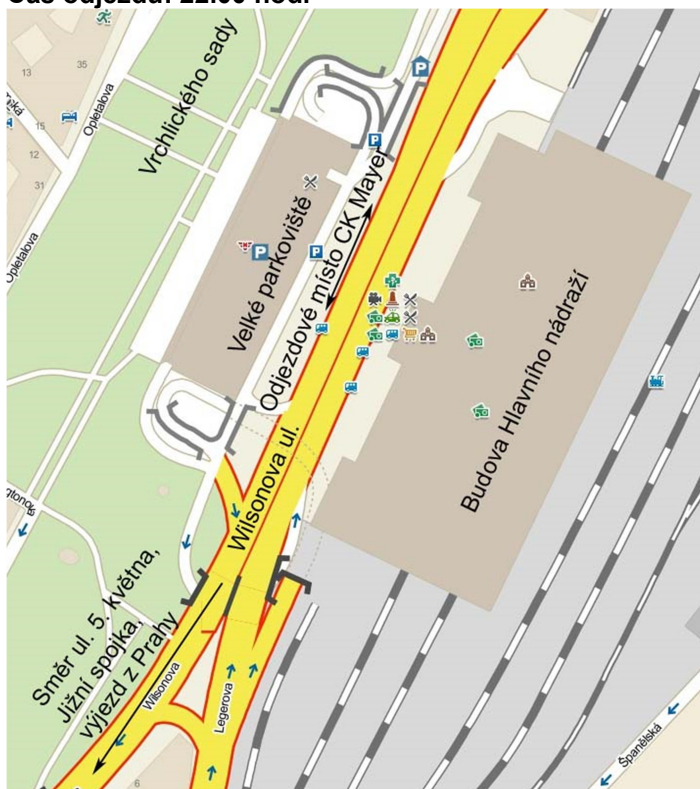 Čas odjezdu: 22.00 hod.
Vrchlického sady
Opletalova
13
35
15
12
31
Opletalova
P
P
P
P
Velké parkoviště
Odjezdové místo CK Mayer
Budova Hlavního nádraží
Wilsonova ul.
Směr ul. 5. května,
Jižní spojka,
výjezd z Prahy
Wilsonova
Legerova
Španělská
6